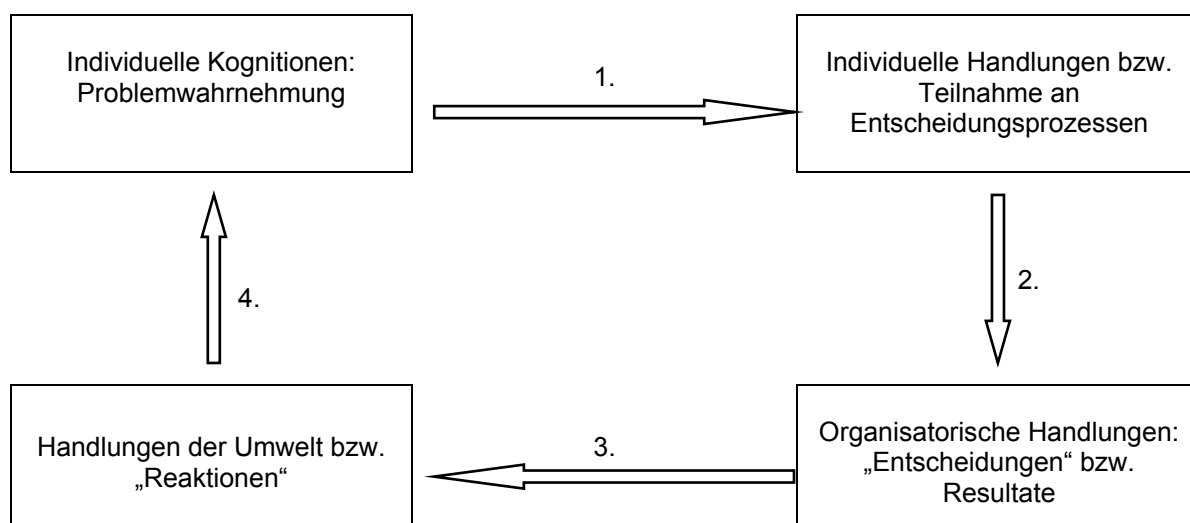 Individuelle Kognitionen:
Problemwahrnehmung
1.
Individuelle Handlungen bzw.
Teilnahme an
Entscheidungsprozessen
2.
Organisatorische Handlungen:
„Entscheidungen“ bzw.
Resultate
3.
Handlungen der Umwelt bzw.
„Reaktionen“
4.